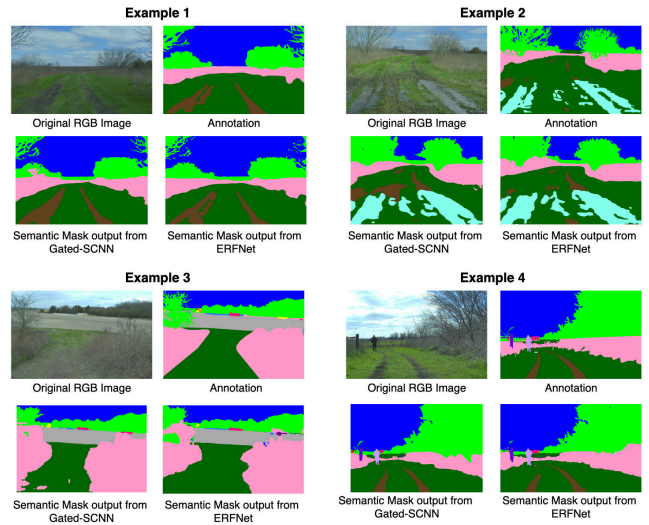 Example 1
Example 2
Original RGB Image
Annotation
Original RGB Image
Annotation
Semantic Mask output from
Gated-SCNN
Semantic Mask output from
ERFNet
Semantic Mask output from
Gated-SCNN
Semantic Mask output from
ERFNet
Example 3
Example 4
Original RGB Image
Annotation
Original RGB Image
Annotation
Semantic Mask output from
Gated-SCNN
Semantic Mask output from
ERFNet
Semantic Mask output from
Gated-SCNN
Semantic Mask output from
ERFNet